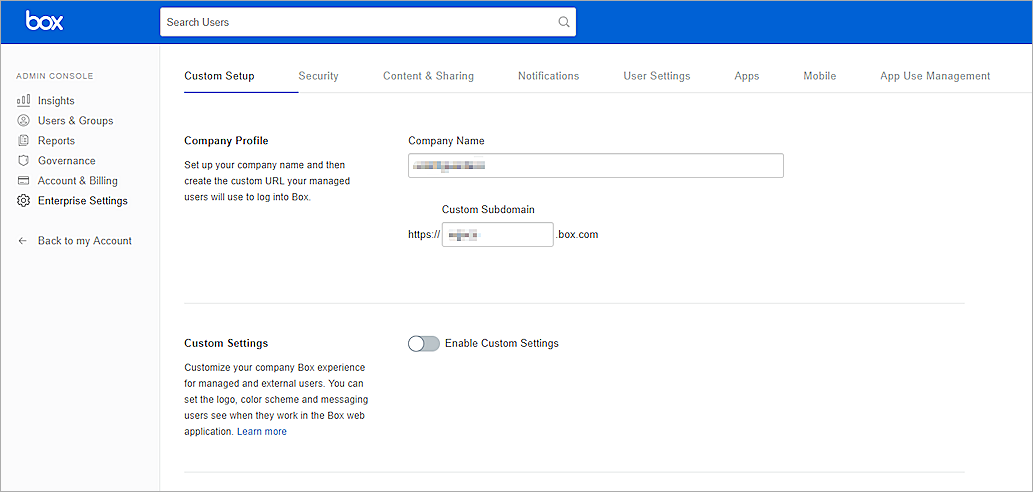 box
Search Users
ADMIN CONSOLE
Insights
Users & Groups
Reports
Governance
Account & Billing
Enterprise Settings
Back to my Account
Custom Setup Security Content & Sharing Notifications User Settings Apps Mobile App Use Management
Company Profile
Set up your company name and then
create the custom URL your managed
users will use to log into Box.
Company Name
Custom Subdomain
https:// .box.com
Custom Settings
Customize your company Box experience
for managed and external users. You can
set the logo, color scheme and messaging
users see when they work in the Box web
application. Learn more
Enable Custom Settings